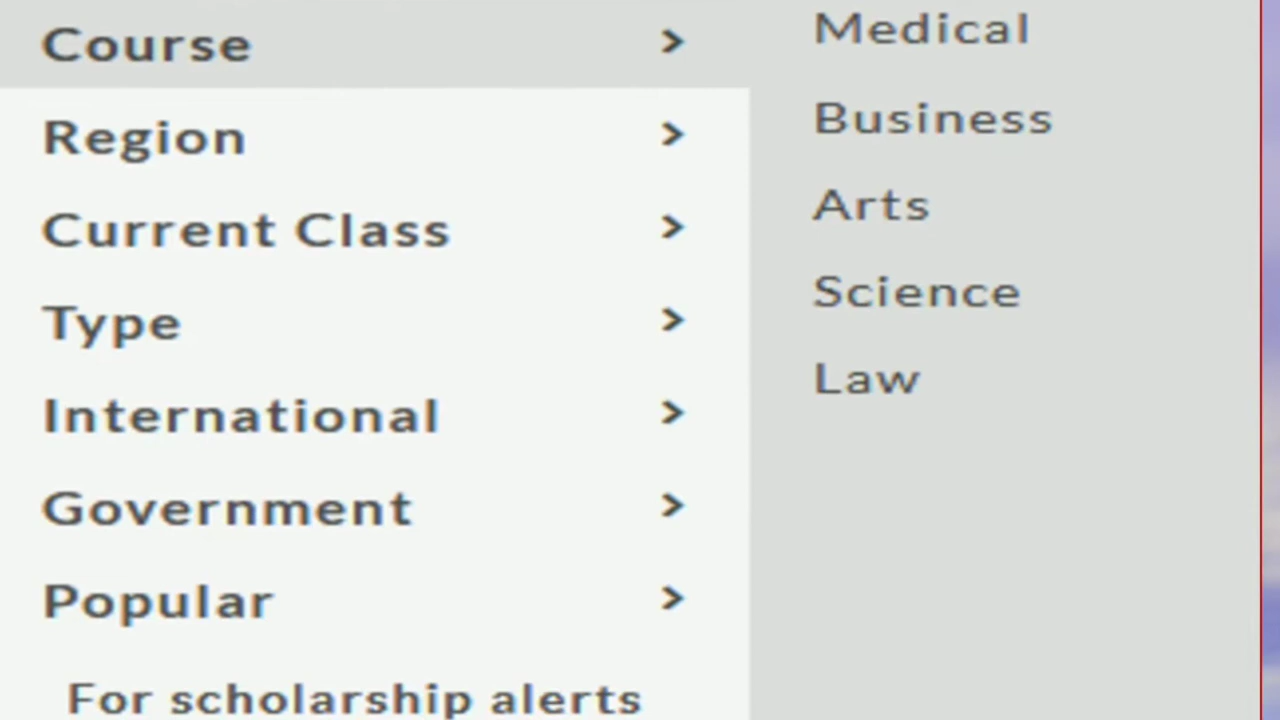 Course >
Region >
Current Class >
Type >
International >
Government >
Popular >
For scholarship alerts
Medical
Business
Arts
Science
Law